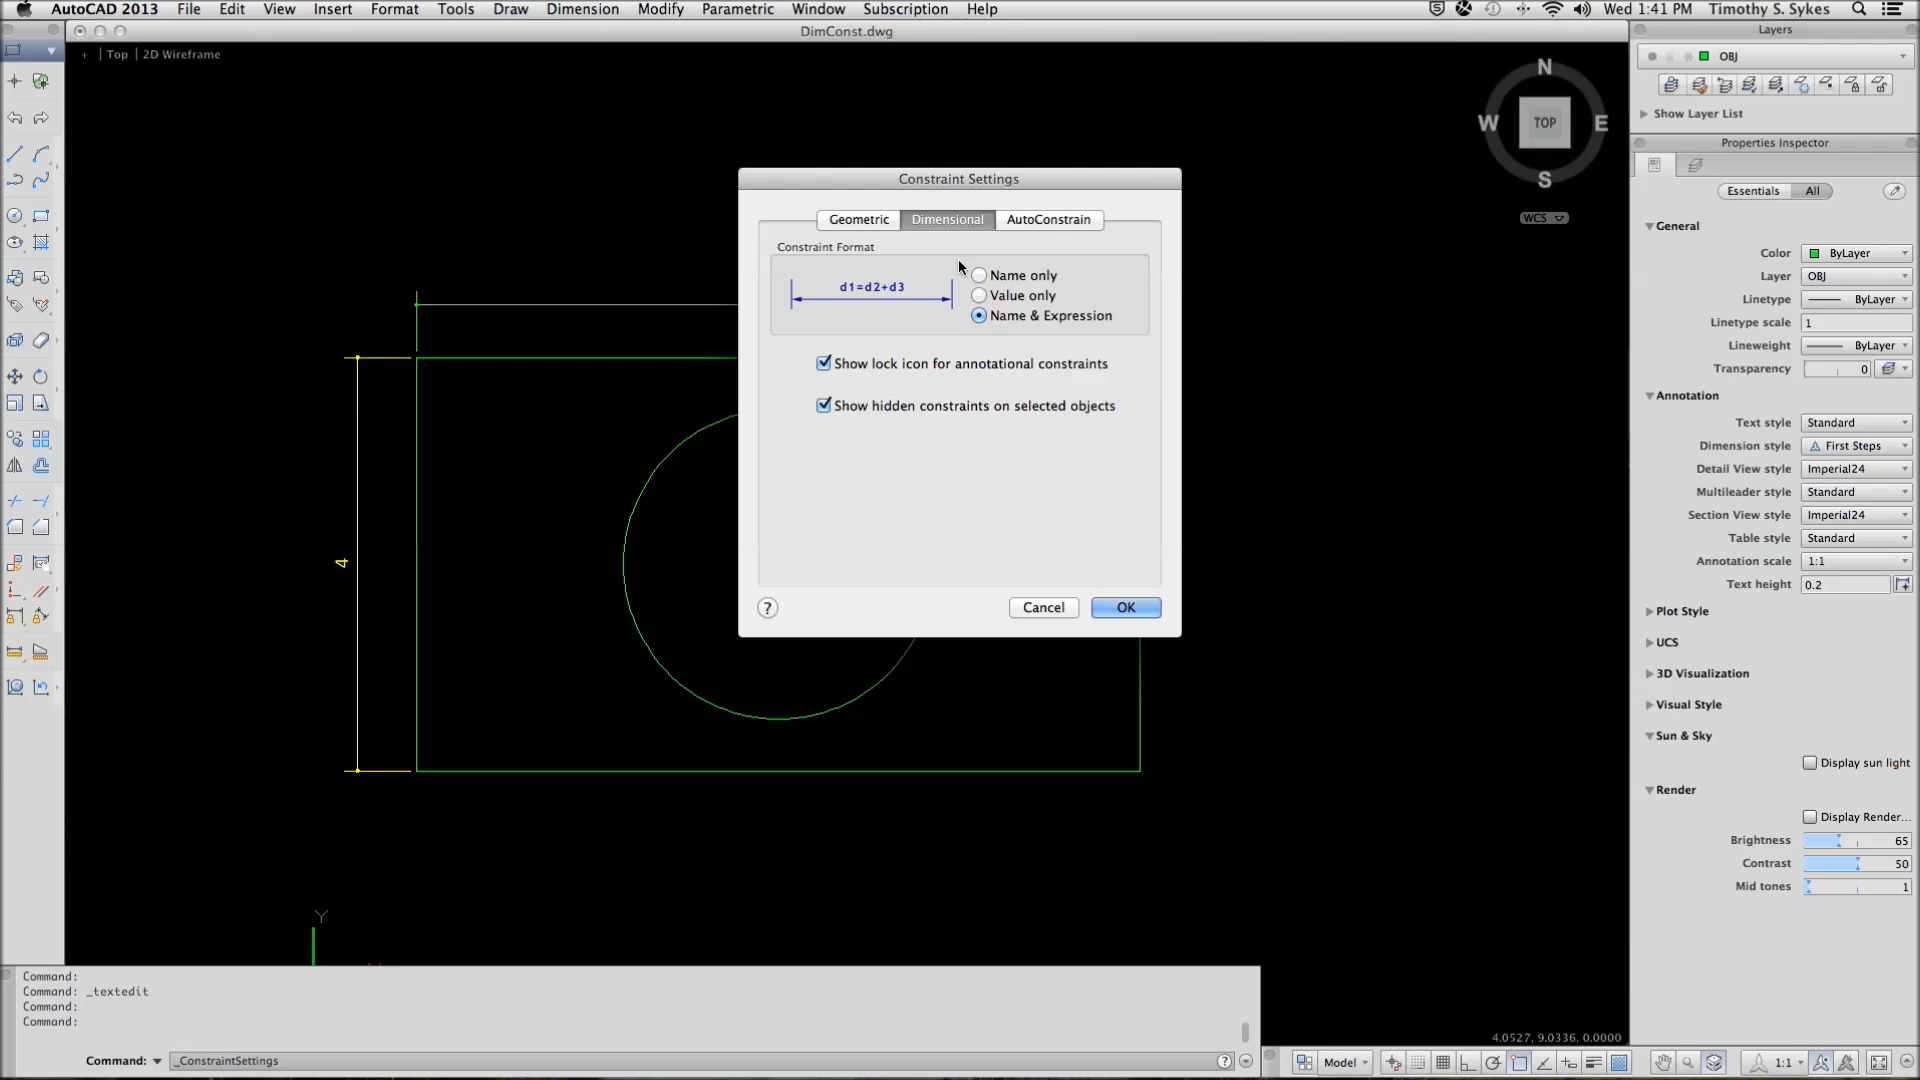 AutoCAD 2013 File Edit View Insert Format Tools Draw Dimension Modify Parametric Window Subscription Help Wed 1:41 PM Timothy S. Sykes
DimConst.dwg
+ | Top | 2D Wireframe
N
W TOP E
S
WCS
4
Y
Constraint Settings
Geometric Dimensional AutoConstrain
Constraint Format
d1=d2+d3
Name only
Value only
Name & Expression
Show lock icon for annotational constraints
Show hidden constraints on selected objects
? Cancel OK
Layers
OBJ
Show Layer List
Properties Inspector
Essentials All
General
Color ByLayer
Layer OBJ
Linetype ByLayer
Linetype scale 1
Lineweight ByLayer
Transparency 0
Annotation
Text style Standard
Dimension style First Steps
Detail View style Imperial24
Multileader style Standard
Section View style Imperial24
Table style Standard
Annotation scale 1:1
Text height 0.2
Plot Style
UCS
3D Visualization
Visual Style
Sun & Sky
Display sun light
Render
Display Render...
Brightness 65
Contrast 50
Mid tones 1
Command:
Command: _textedit
Command:
Command:
Command: _ConstraintSettings ?
4.0527, 9.0336, 0.0000
Model 1:1